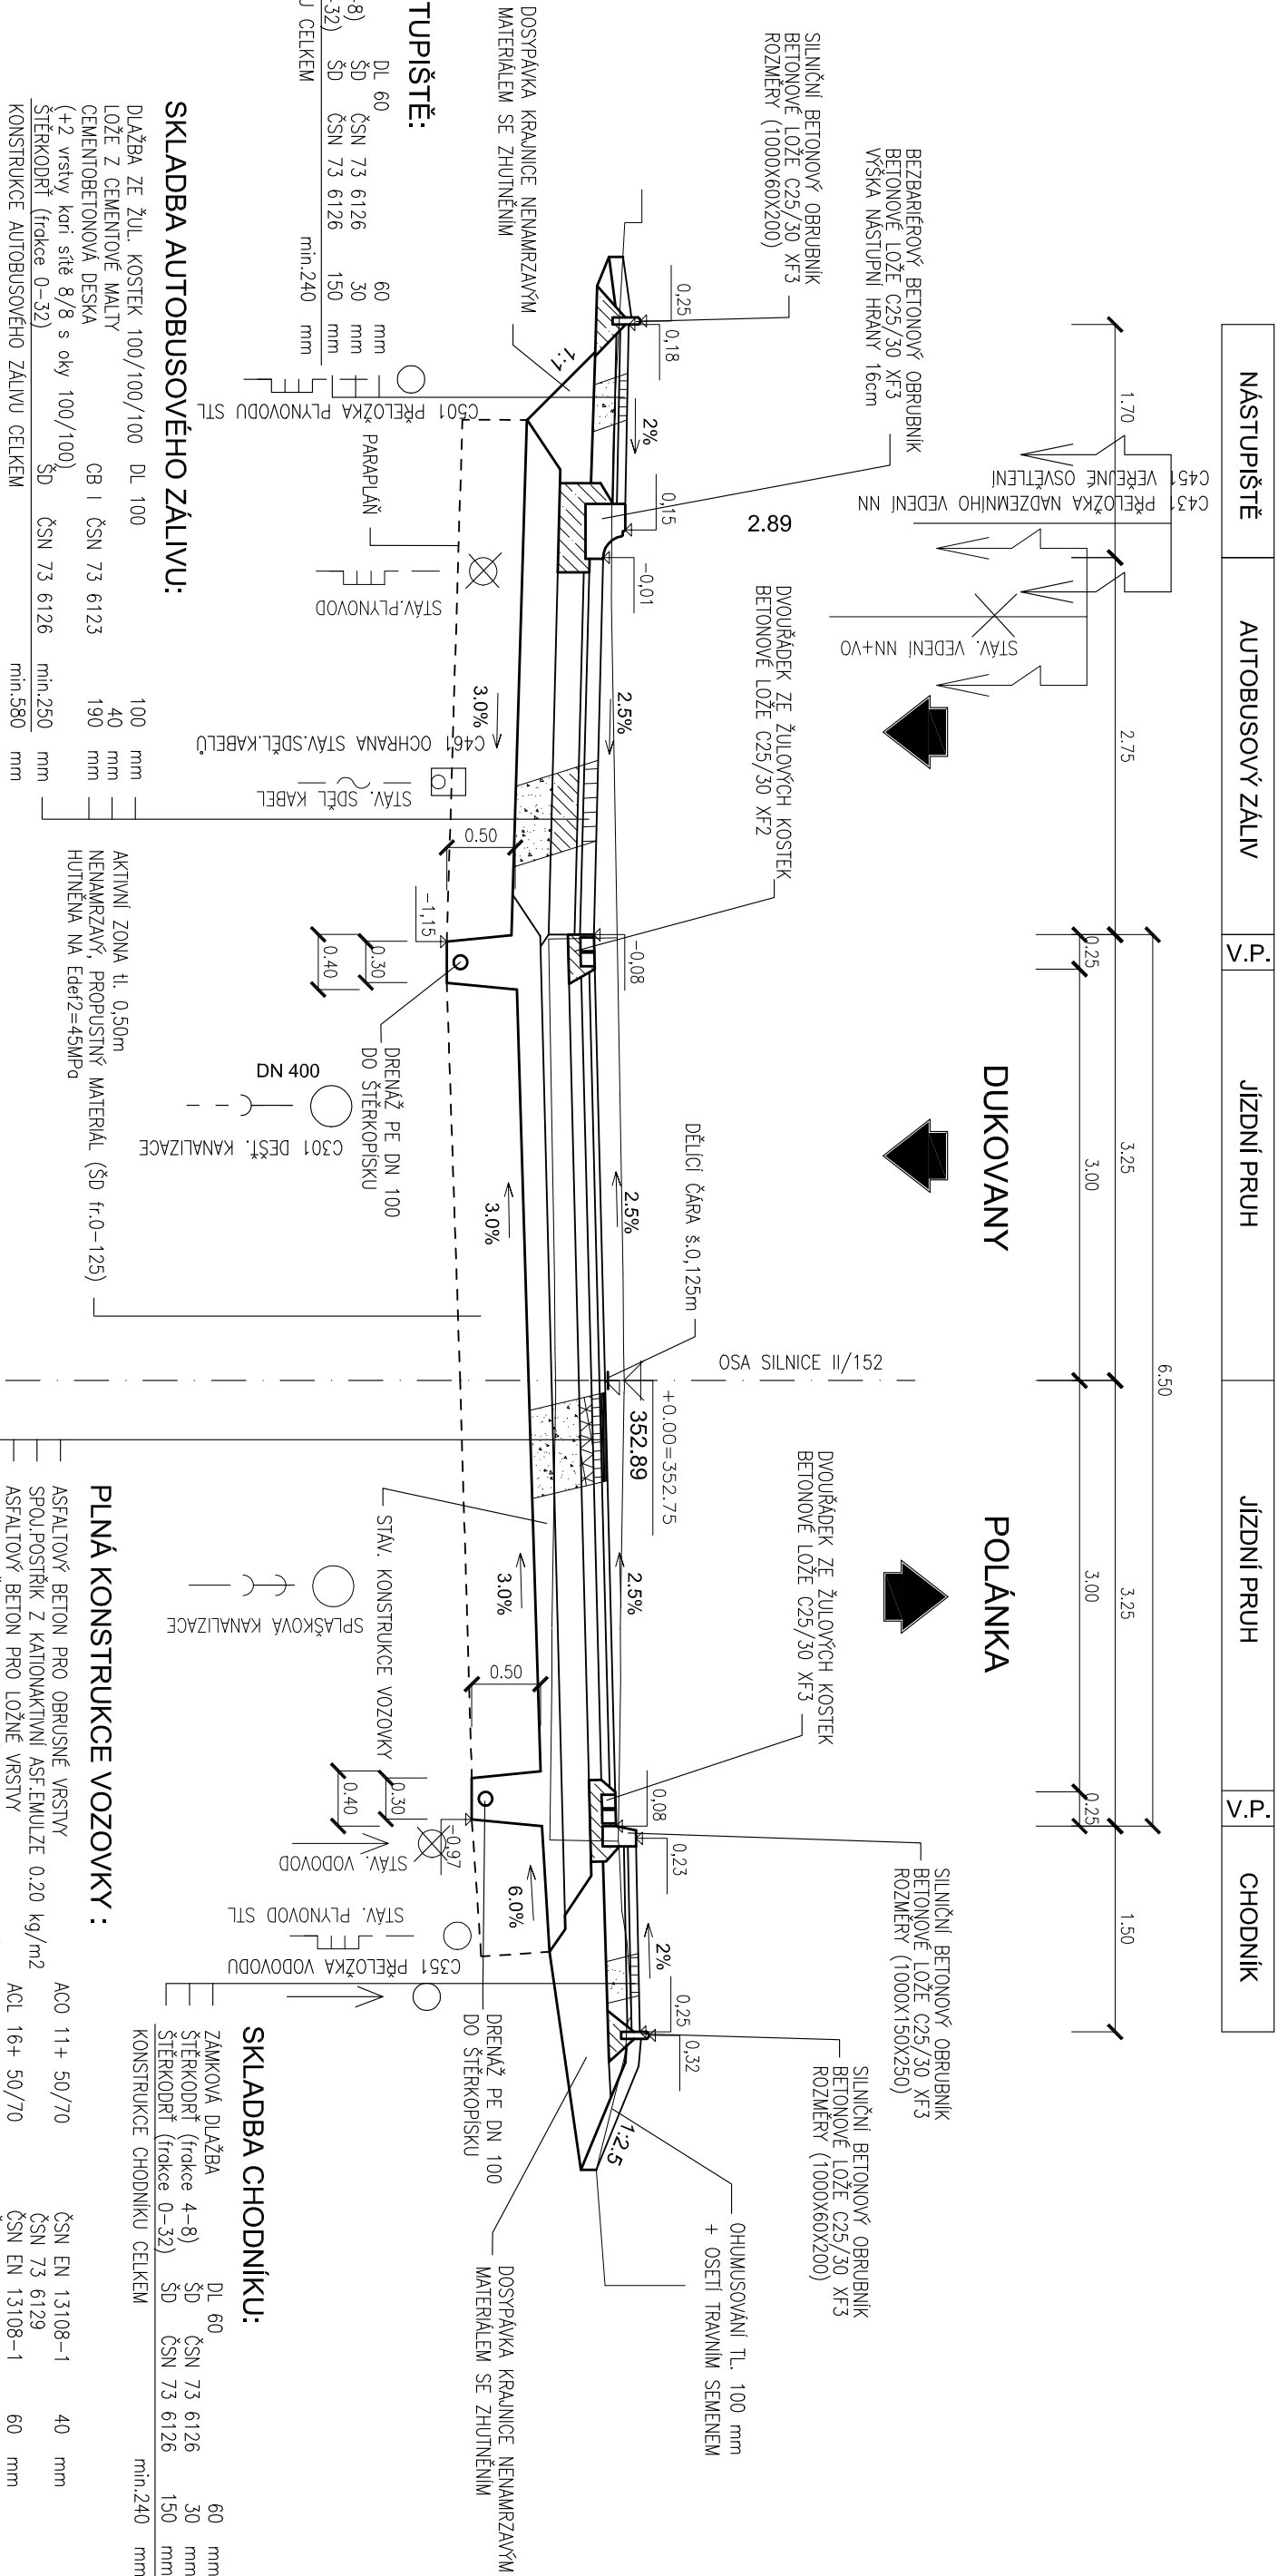 NÁSTUPIŠTĚ
AUTOBUSOVÝ ZÁLIV
V.P.
JÍZDNÍ PRUH
JÍZDNÍ PRUH
V.P.
CHODNÍK
6.50
1.70
2.75
3.25
3.25
1.50
0.25
3.00
3.00
0.25
C431 PŘELOŽKA NADZEMNÍHO VEDENÍ NN
C451 VEŘEJNÉ OSVĚTLENÍ
STÁV. VEDENÍ NN+VO
DUKOVANY
POLÁNKA
BEZBARIÉROVÝ BETONOVÝ OBRUBNÍK
BETONOVÉ LOŽE C25/30 XF3
VÝŠKA NÁSTUPNÍ HRANY 16cm
SILNIČNÍ BETONOVÝ OBRUBNÍK
BETONOVÉ LOŽE C25/30 XF3
ROZMĚRY (1000X60X200)
2.89
DVOUŘÁDEK ZE ŽULOVÝCH KOSTEK
BETONOVÉ LOŽE C25/30 XF2
DĚLÍCÍ ČÁRA š.0,125m
OSA SILNICE II/152
DVOUŘÁDEK ZE ŽULOVÝCH KOSTEK
BETONOVÉ LOŽE C25/30 XF3
SILNIČNÍ BETONOVÝ OBRUBNÍK
BETONOVÉ LOŽE C25/30 XF3
ROZMĚRY (1000X150X250)
SILNIČNÍ BETONOVÝ OBRUBNÍK
BETONOVÉ LOŽE C25/30 XF3
ROZMĚRY (1000X60X200)
OHUMUSOVÁNÍ TL. 100 mm
+ OSETÍ TRAVNÍM SEMENEM
+0.00=352.75
352.89
0,25
0,18
0,15
-0,01
-0,08
0,08
0,23
0,25
0,32
2%
2.5%
2.5%
2.5%
2%
1:1
1:2.5
3.0%
3.0%
3.0%
6.0%
0.50
0.50
-1,15
-0,97
0.30
0.40
0.30
0.40
DOSYPÁVKA KRAJNICE NENAMRZAVÝM
MATERIÁLEM SE ZHUTNĚNÍM
DOSYPÁVKA KRAJNICE NENAMRZAVÝM
MATERIÁLEM SE ZHUTNĚNÍM
C501 PŘELOŽKA PLYNOVODU STL
PARAPLÁŇ
STÁV.PLYNOVOD
C461 OCHRANA STÁV.SDĚL.KABELŮ
STÁV. SDĚL KABEL
DRENÁŽ PE DN 100
DO ŠTĚRKOPÍSKU
DN 400
C301 DEŠŤ. KANALIZACE
STÁV. KONSTRUKCE VOZOVKY
SPLAŠKOVÁ KANALIZACE
STÁV. VODOVOD
STÁV. PLYNOVOD STL
C351 PŘELOŽKA VODOVODU
DRENÁŽ PE DN 100
DO ŠTĚRKOPÍSKU
AKTIVNÍ ZONA tl. 0,50m
NENAMRZAVÝ, PROPUSTNÝ MATERIÁL (ŠD fr.0-125)
HUTNĚNA NA Edef2=45MPa
TUPIŠTĚ:
DL 60 60 mm
-8) ŠD ČSN 73 6126 30 mm
-32) ŠD ČSN 73 6126 150 mm
U CELKEM min.240 mm
SKLADBA AUTOBUSOVÉHO ZÁLIVU:
DLAŽBA ZE ŽUL. KOSTEK 100/100/100 DL 100 100 mm
LOŽE Z CEMENTOVÉ MALTY 40 mm
CEMENTOBETONOVÁ DESKA CB I ČSN 73 6123 190 mm
(+2 vrstvy kari sítě 8/8 s oky 100/100)
ŠTĚRKODRŤ (frakce 0-32) ŠD ČSN 73 6126 min.250 mm
KONSTRUKCE AUTOBUSOVÉHO ZÁLIVU CELKEM min.580 mm
SKLADBA CHODNÍKU:
ZÁMKOVÁ DLAŽBA DL 60 60 mm
ŠTĚRKODRŤ (frakce 4-8) ŠD ČSN 73 6126 30 mm
ŠTĚRKODRŤ (frakce 0-32) ŠD ČSN 73 6126 150 mm
KONSTRUKCE CHODNÍKU CELKEM min.240 mm
PLNÁ KONSTRUKCE VOZOVKY :
ASFALTOVÝ BETON PRO OBRUSNÉ VRSTVY ACO 11+ 50/70 ČSN EN 13108-1 40 mm
SPOJ.POSTŘIK Z KATIONAKTIVNÍ ASF.EMULZE 0.20 kg/m2 ČSN 73 6129
ASFALTOVÝ BETON PRO LOŽNÉ VRSTVY ACL 16+ 50/70 ČSN EN 13108-1 60 mm